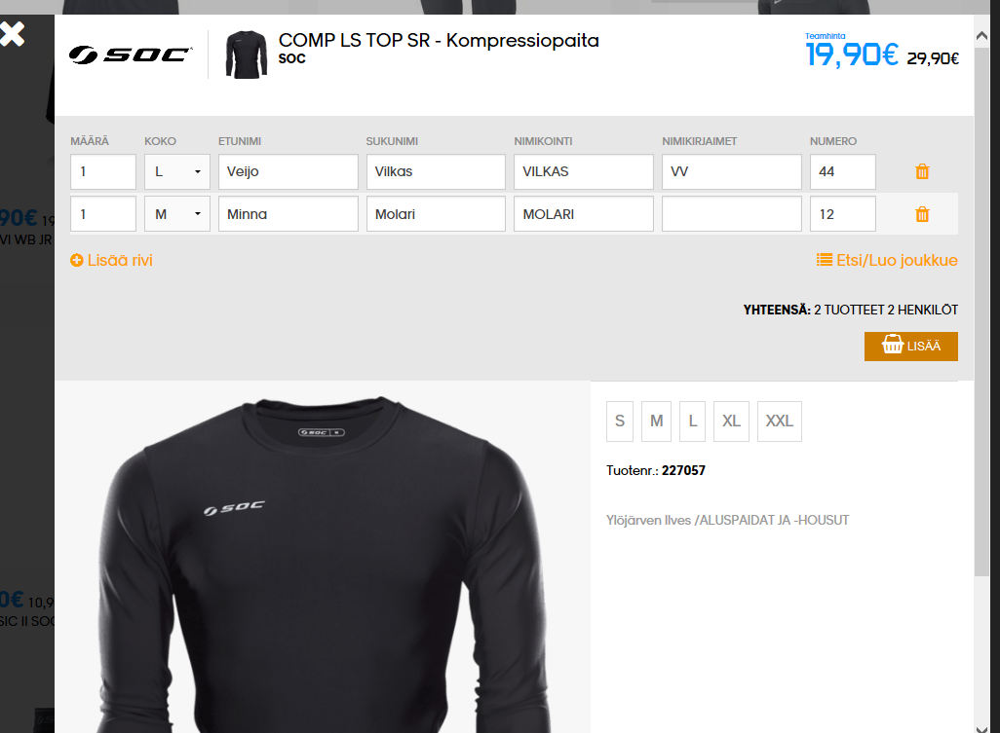 SOC
COMP LS TOP SR - Kompressiopaita
SOC
Teamhinta
19,90€ 29,90€
MÄÄRÄ KOKO ETUNIMI SUKUNIMI NIMIKOINTI NIMIKIRJAIMET NUMERO
1 L Veijo Vilkas VILKAS VV 44
1 M Minna Molari MOLARI 12
Lisää rivi
Etsi/Luo joukkue
YHTEENSÄ: 2 TUOTTEET 2 HENKILÖT
LISÄÄ
SOC
SOC
S M L XL XXL
Tuotenr.: 227057
Ylöjärven Ilves /ALUSPAIDAT JA -HOUSUT
90€ 19
VI WB JR
0€ 10,9
SIC II SOC